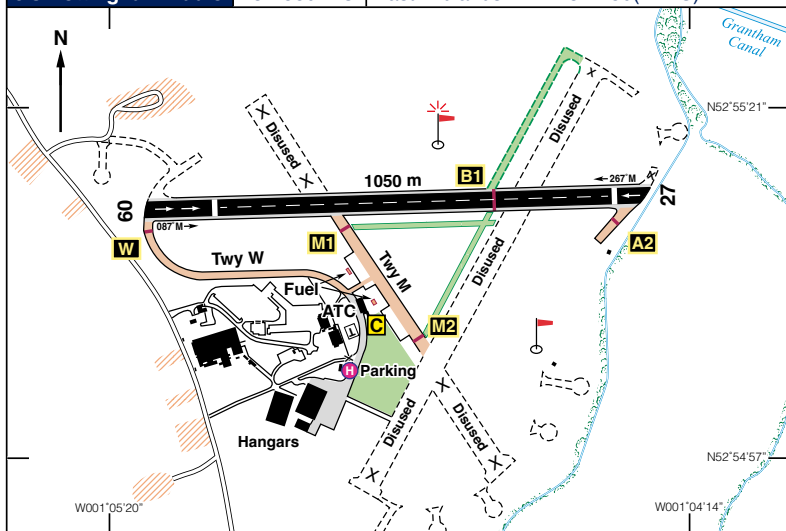 Grantham
Canal
N
N52°55'21"
Disused
Disused
B1
1050 m
267°M
09
27
087°M
W
M1
A2
Twy W
Twy M
Disused
Fuel
ATC
C
M2
H
Parking
Disused
Disused
Hangars
N52°54'57"
W001°05'20"
W001°04'14"